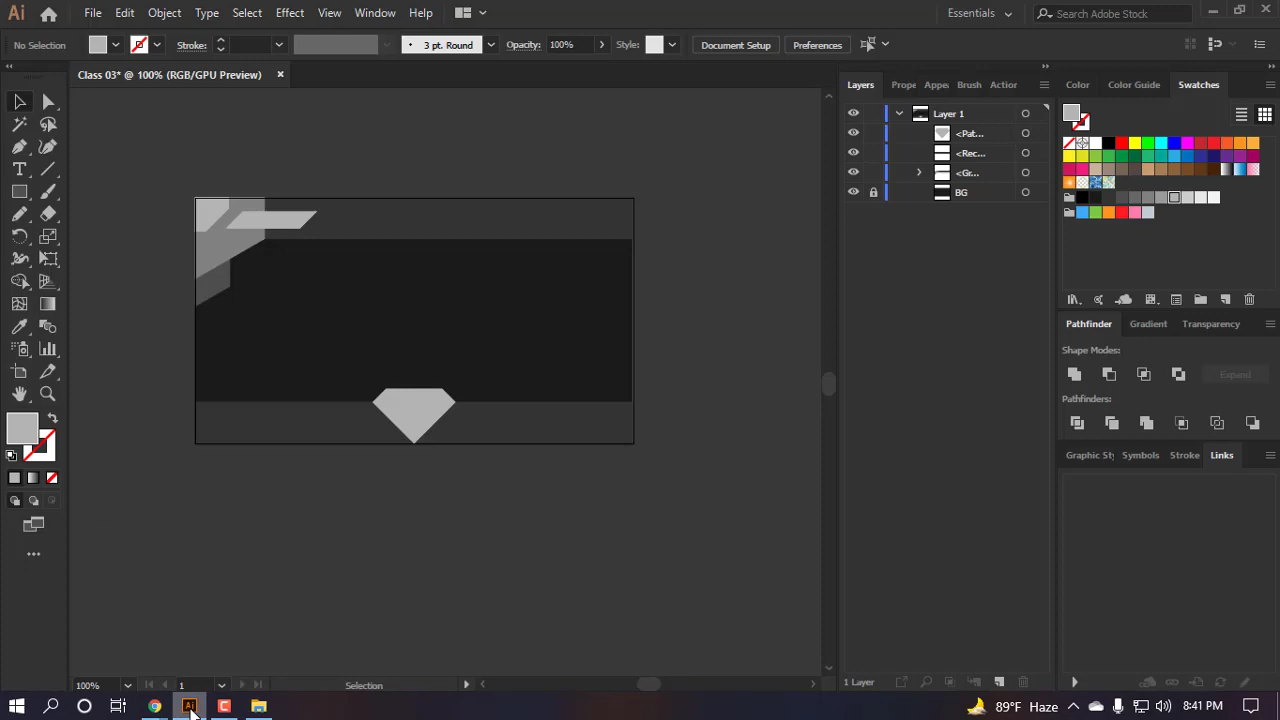 Ai File Edit Object Type Select Effect View Window Help Essentials Search Adobe Stock
No Selection Stroke: 3 pt. Round Opacity: 100% Style: Document Setup Preferences
Class 03* @ 100% (RGB/GPU Preview) × Layers Prope Appea Brush Action Color Color Guide Swatches
Layer 1
<Pat...
<Rec...
<Gr...
BG
Pathfinder Gradient Transparency
Shape Modes:
Expand
Pathfinders:
Graphic Sty Symbols Stroke Links
100% 1 Selection 1 Layer
Ai 89°F Haze 8:41 PM